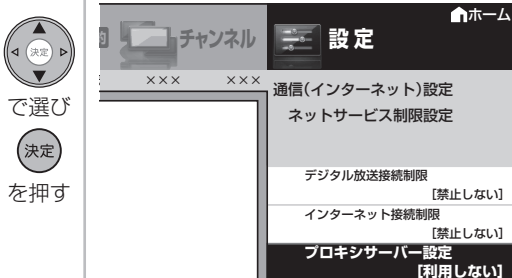 決定
で選び
決定
を押す
チャンネル
設定
ホーム
××× ×××
通信(インターネット)設定
ネットサービス制限設定
デジタル放送接続制限
[禁止しない]
インターネット接続制限
[禁止しない]
プロキシサーバー設定
[利用しない]